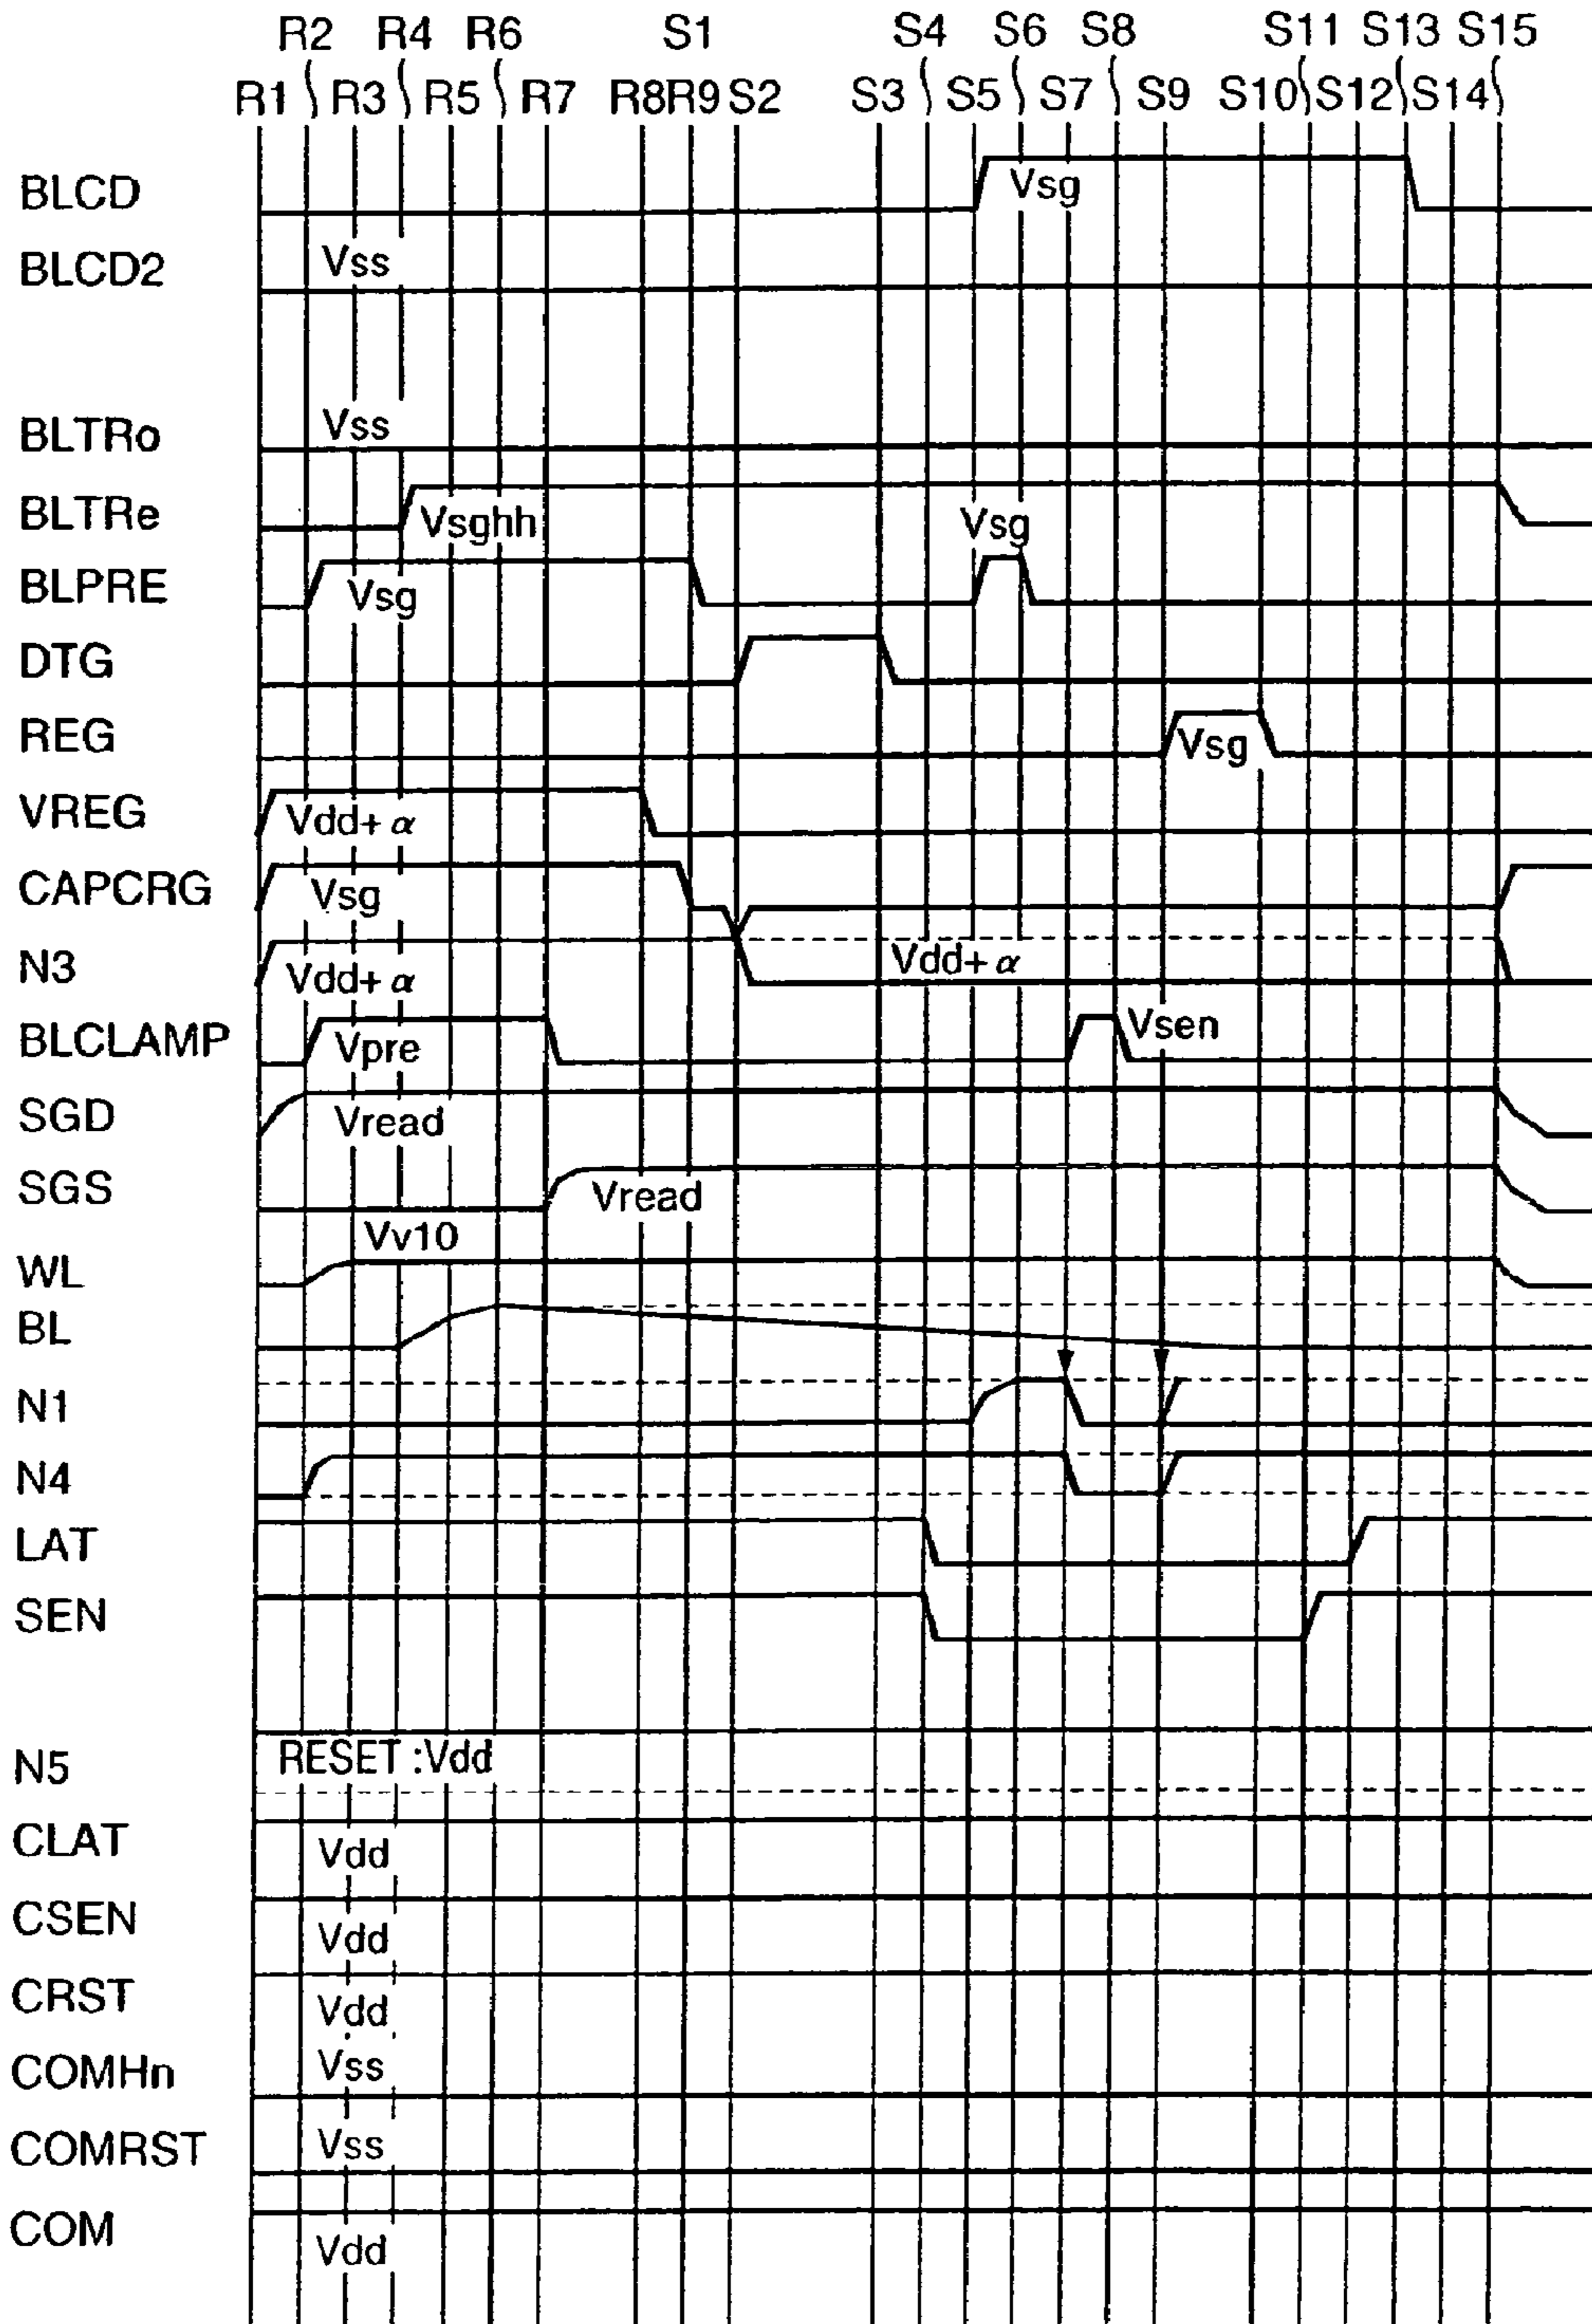 R2 R4 R6 S1 S4 S6 S8 S11 S13 S15
R1 R3 R5 R7 R8R9 S2 S3 S5 S7 S9 S10 S12 S14
BLCD Vsg
BLCD2 Vss
BLTRo Vss
BLTRe Vsghh Vsg
BLPRE Vsg
DTG
REG Vsg
VREG Vdd+α
CAPCRG Vsg
N3 Vdd+α Vdd+α
BLCLAMP Vpre Vsen
SGD Vread
SGS Vread
Vv10
WL
BL
N1
N4
LAT
SEN
N5 RESET :Vdd
CLAT Vdd
CSEN Vdd
CRST Vdd
COMHn Vss
COMRST Vss
COM Vdd